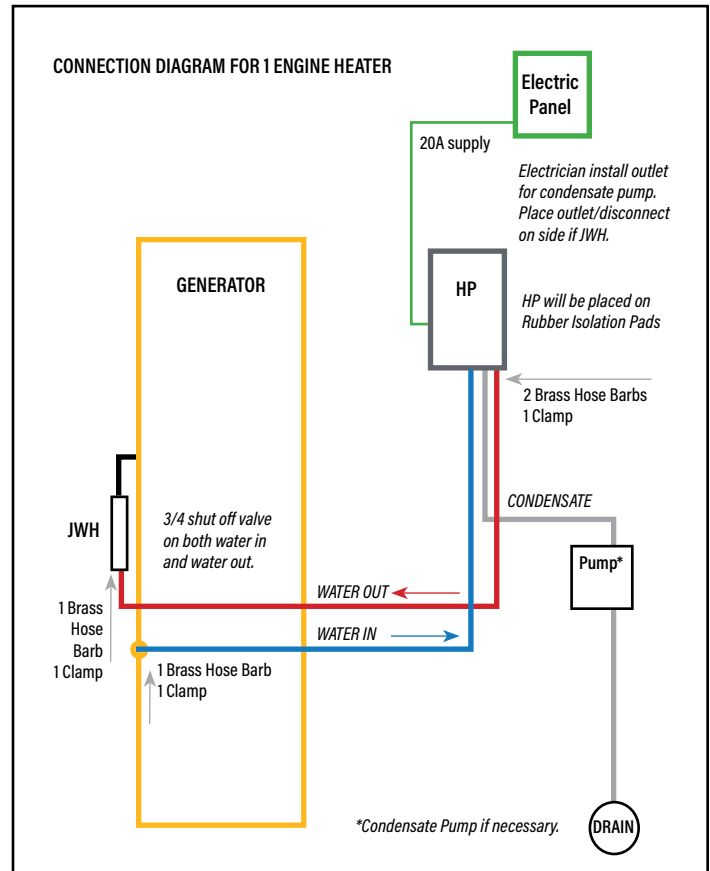 CONNECTION DIAGRAM FOR 1 ENGINE HEATER
Electric
Panel
20A supply
Electrician install outlet
for condensate pump.
Place outlet/disconnect
on side if JWH.
GENERATOR
HP
HP will be placed on
Rubber Isolation Pads
2 Brass Hose Barbs
1 Clamp
CONDENSATE
JWH
3/4 shut off valve
on both water in
and water out.
Pump*
WATER OUT
1 Brass
Hose
Barb
1 Clamp
WATER IN
1 Brass Hose Barb
1 Clamp
*Condensate Pump if necessary.
DRAIN